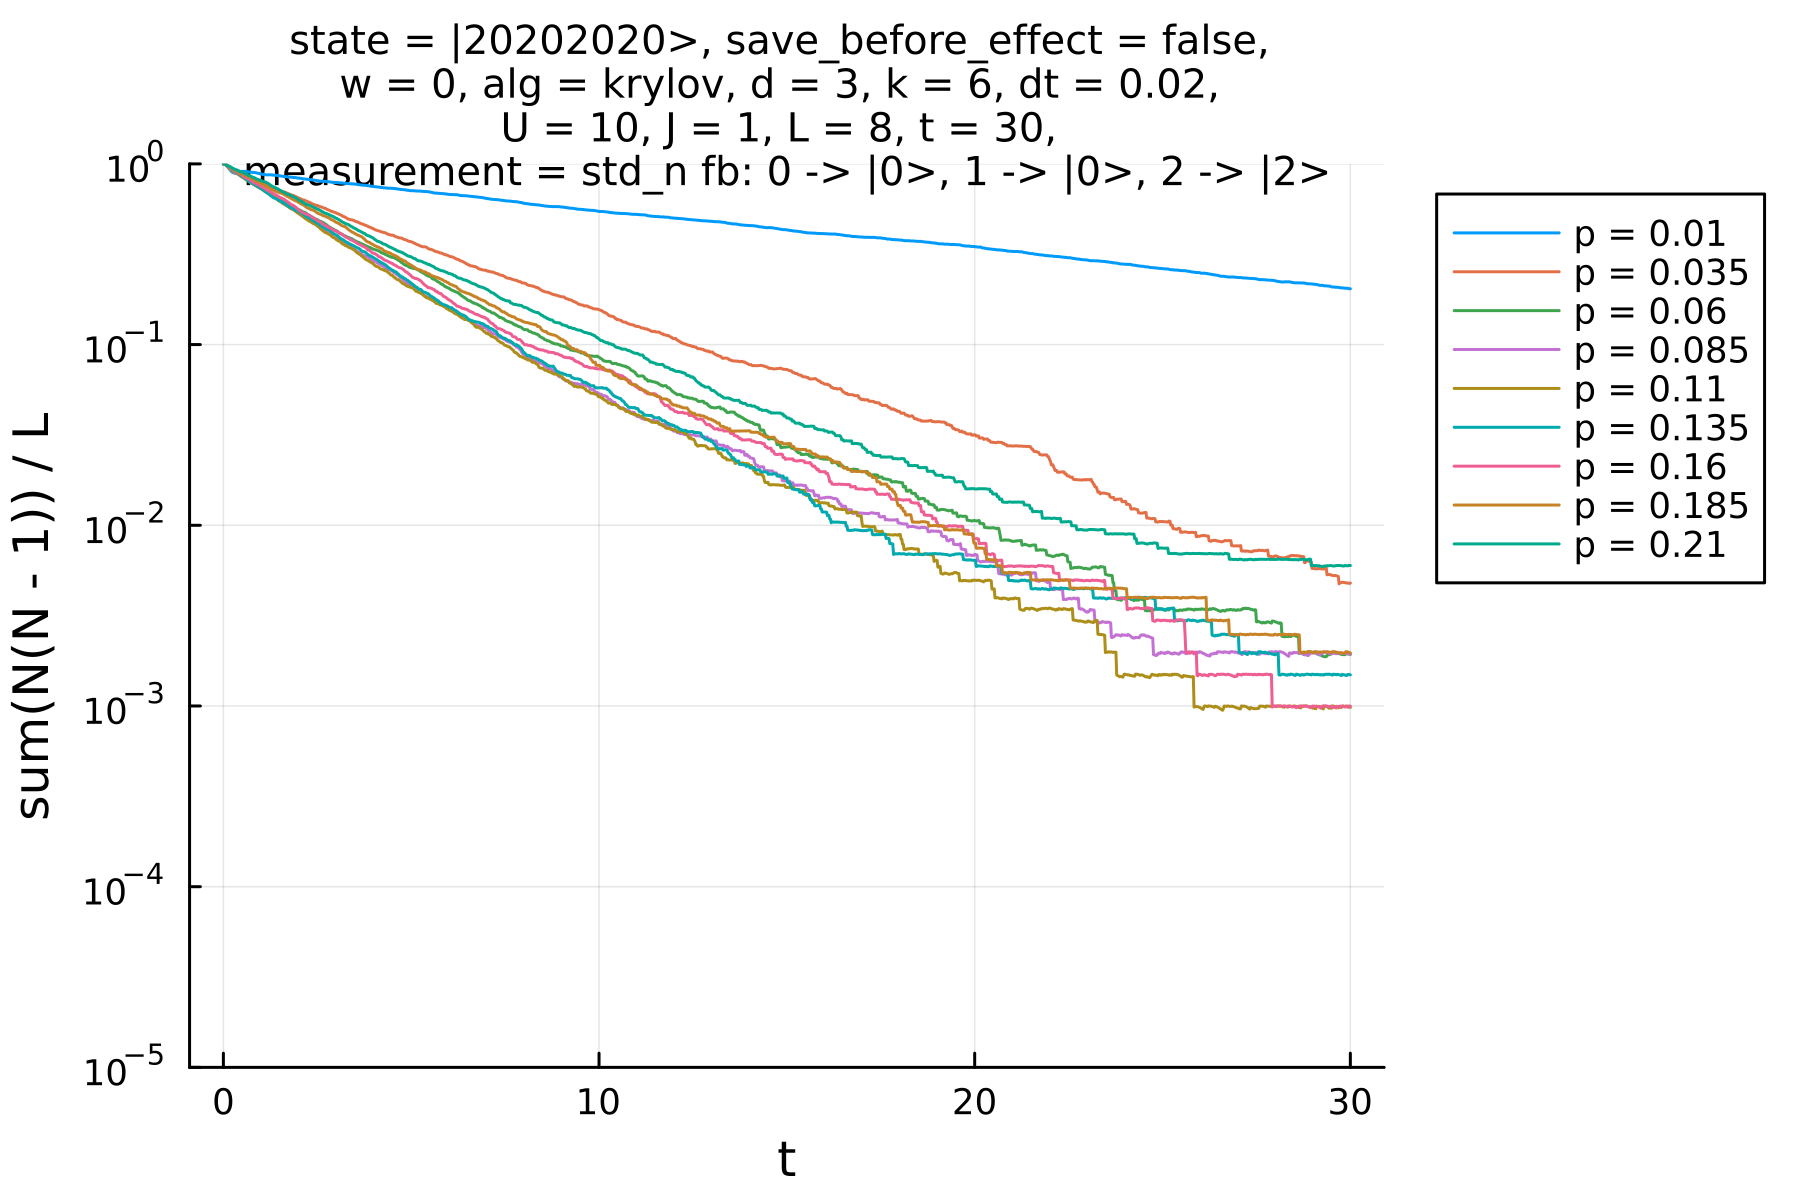 state = |20202020>, save_before_effect = false,
w = 0, alg = krylov, d = 3, k = 6, dt = 0.02,
U = 10, J = 1, L = 8, t = 30,
measurement = std_n fb: 0 -> |0>, 1 -> |0>, 2 -> |2>
10⁰
10⁻¹
10⁻²
10⁻³
10⁻⁴
10⁻⁵
sum(N(N - 1)) / L
0 10 20 30
t
p = 0.01
p = 0.035
p = 0.06
p = 0.085
p = 0.11
p = 0.135
p = 0.16
p = 0.185
p = 0.21